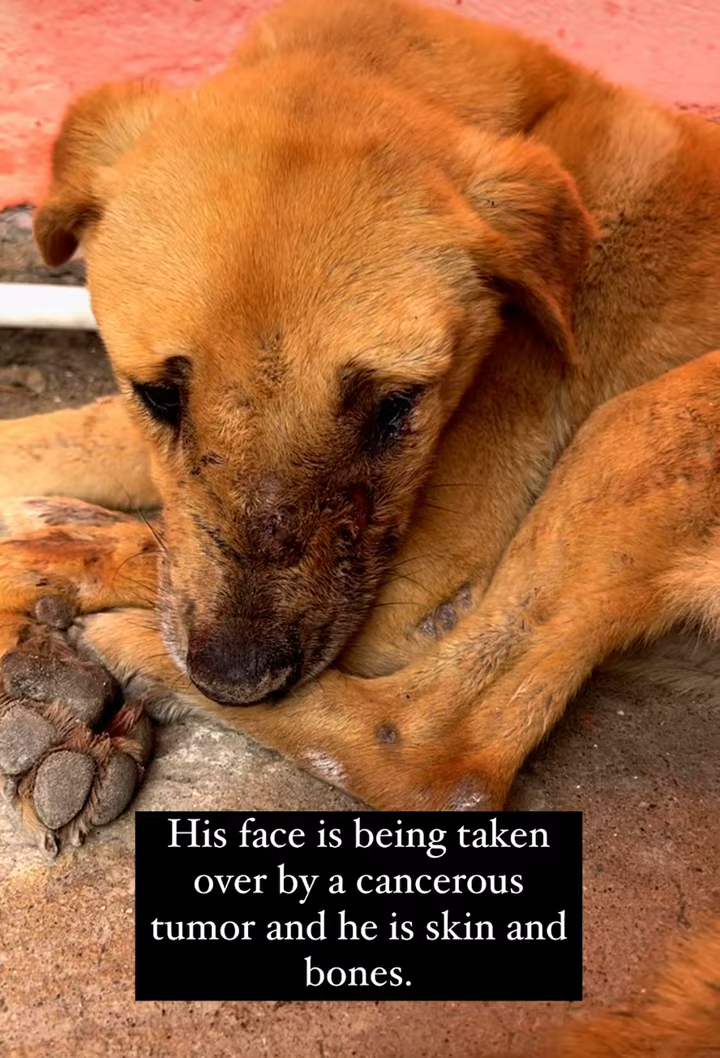 His face is being taken
over by a cancerous
tumor and he is skin and
bones.